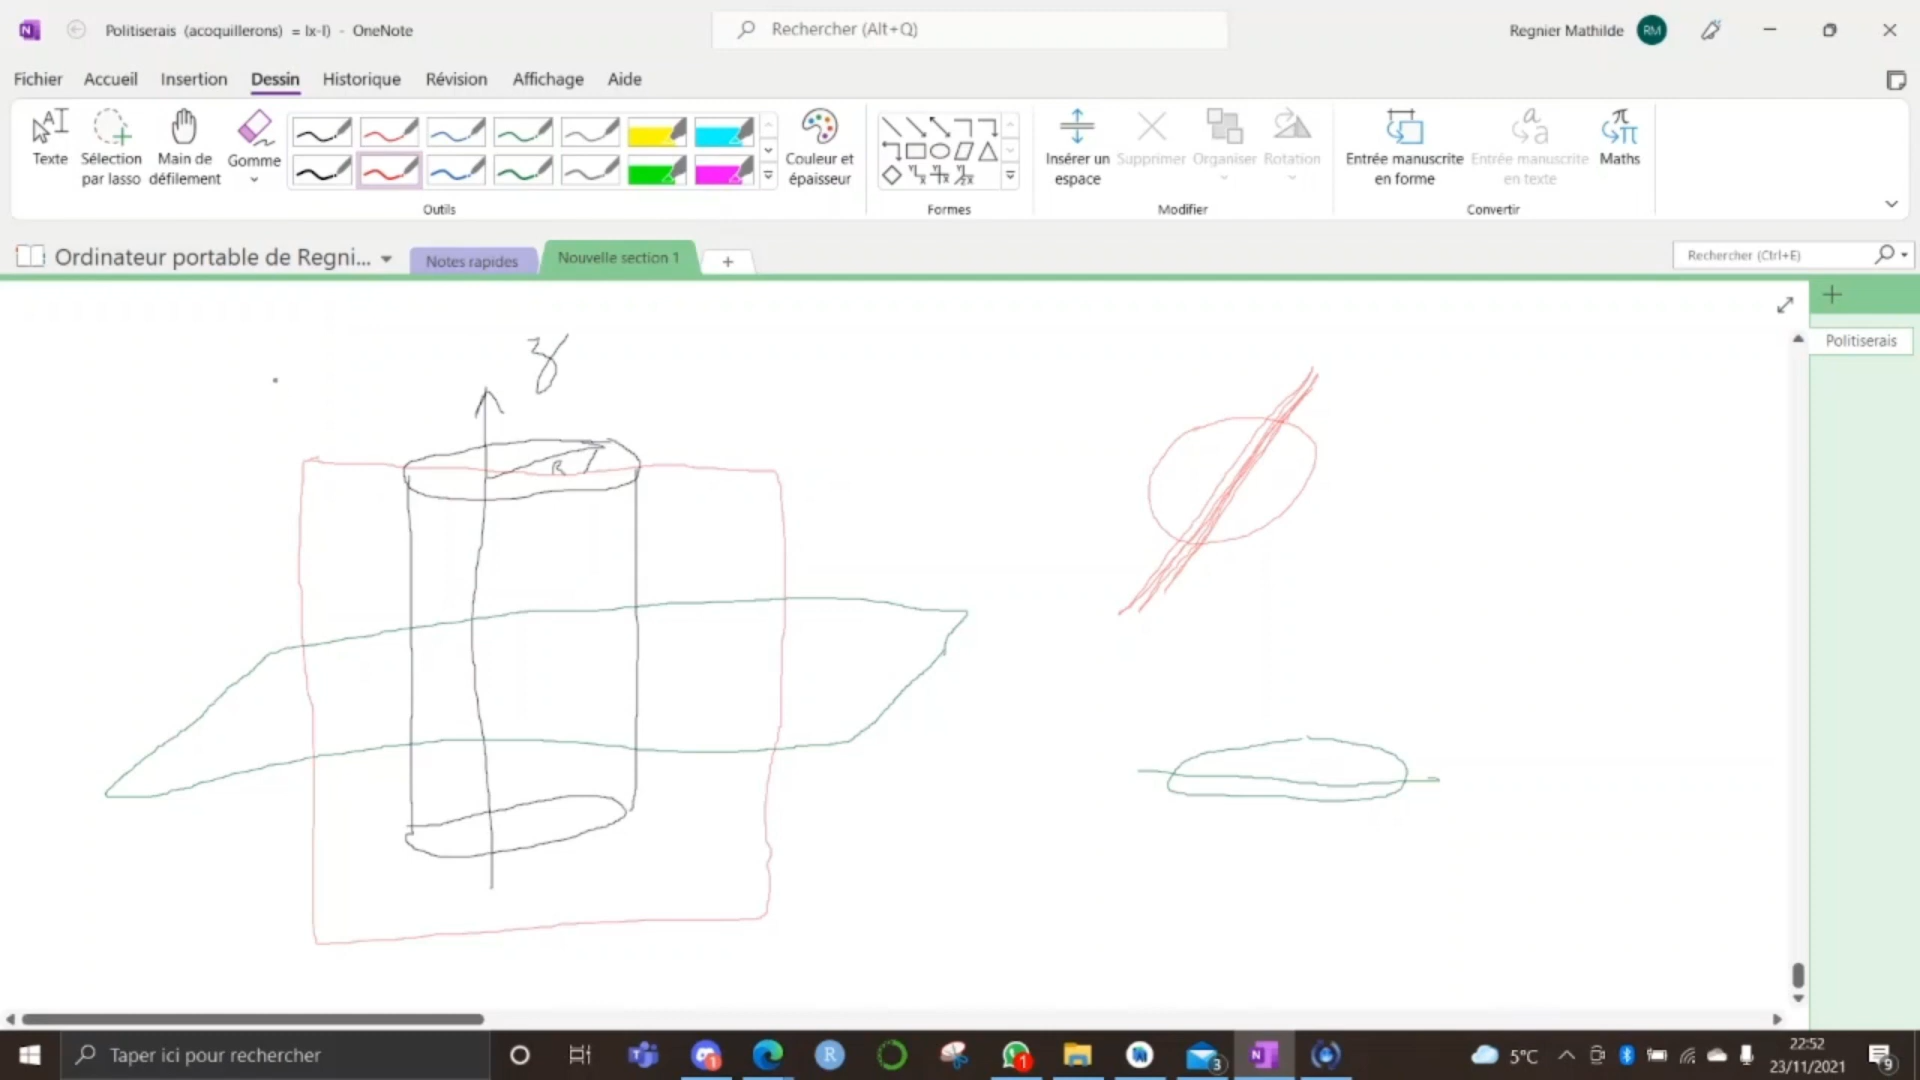 Politiserais (acoquillerons) = lx-l) - OneNote
Rechercher (Alt+Q)
Regnier Mathilde
RM
Fichier Accueil Insertion Dessin Historique Révision Affichage Aide
Texte
Sélection par lasso
Main de défilement
Gomme
Couleur et épaisseur
Insérer un espace
Supprimer
Organiser
Rotation
Entrée manuscrite en forme
Entrée manuscrite en texte
Maths
Outils
Formes
Modifier
Convertir
Ordinateur portable de Regni...
Notes rapides
Nouvelle section 1
Rechercher (Ctrl+E)
Politiserais
z
R
Taper ici pour rechercher
5°C
22:52
23/11/2021